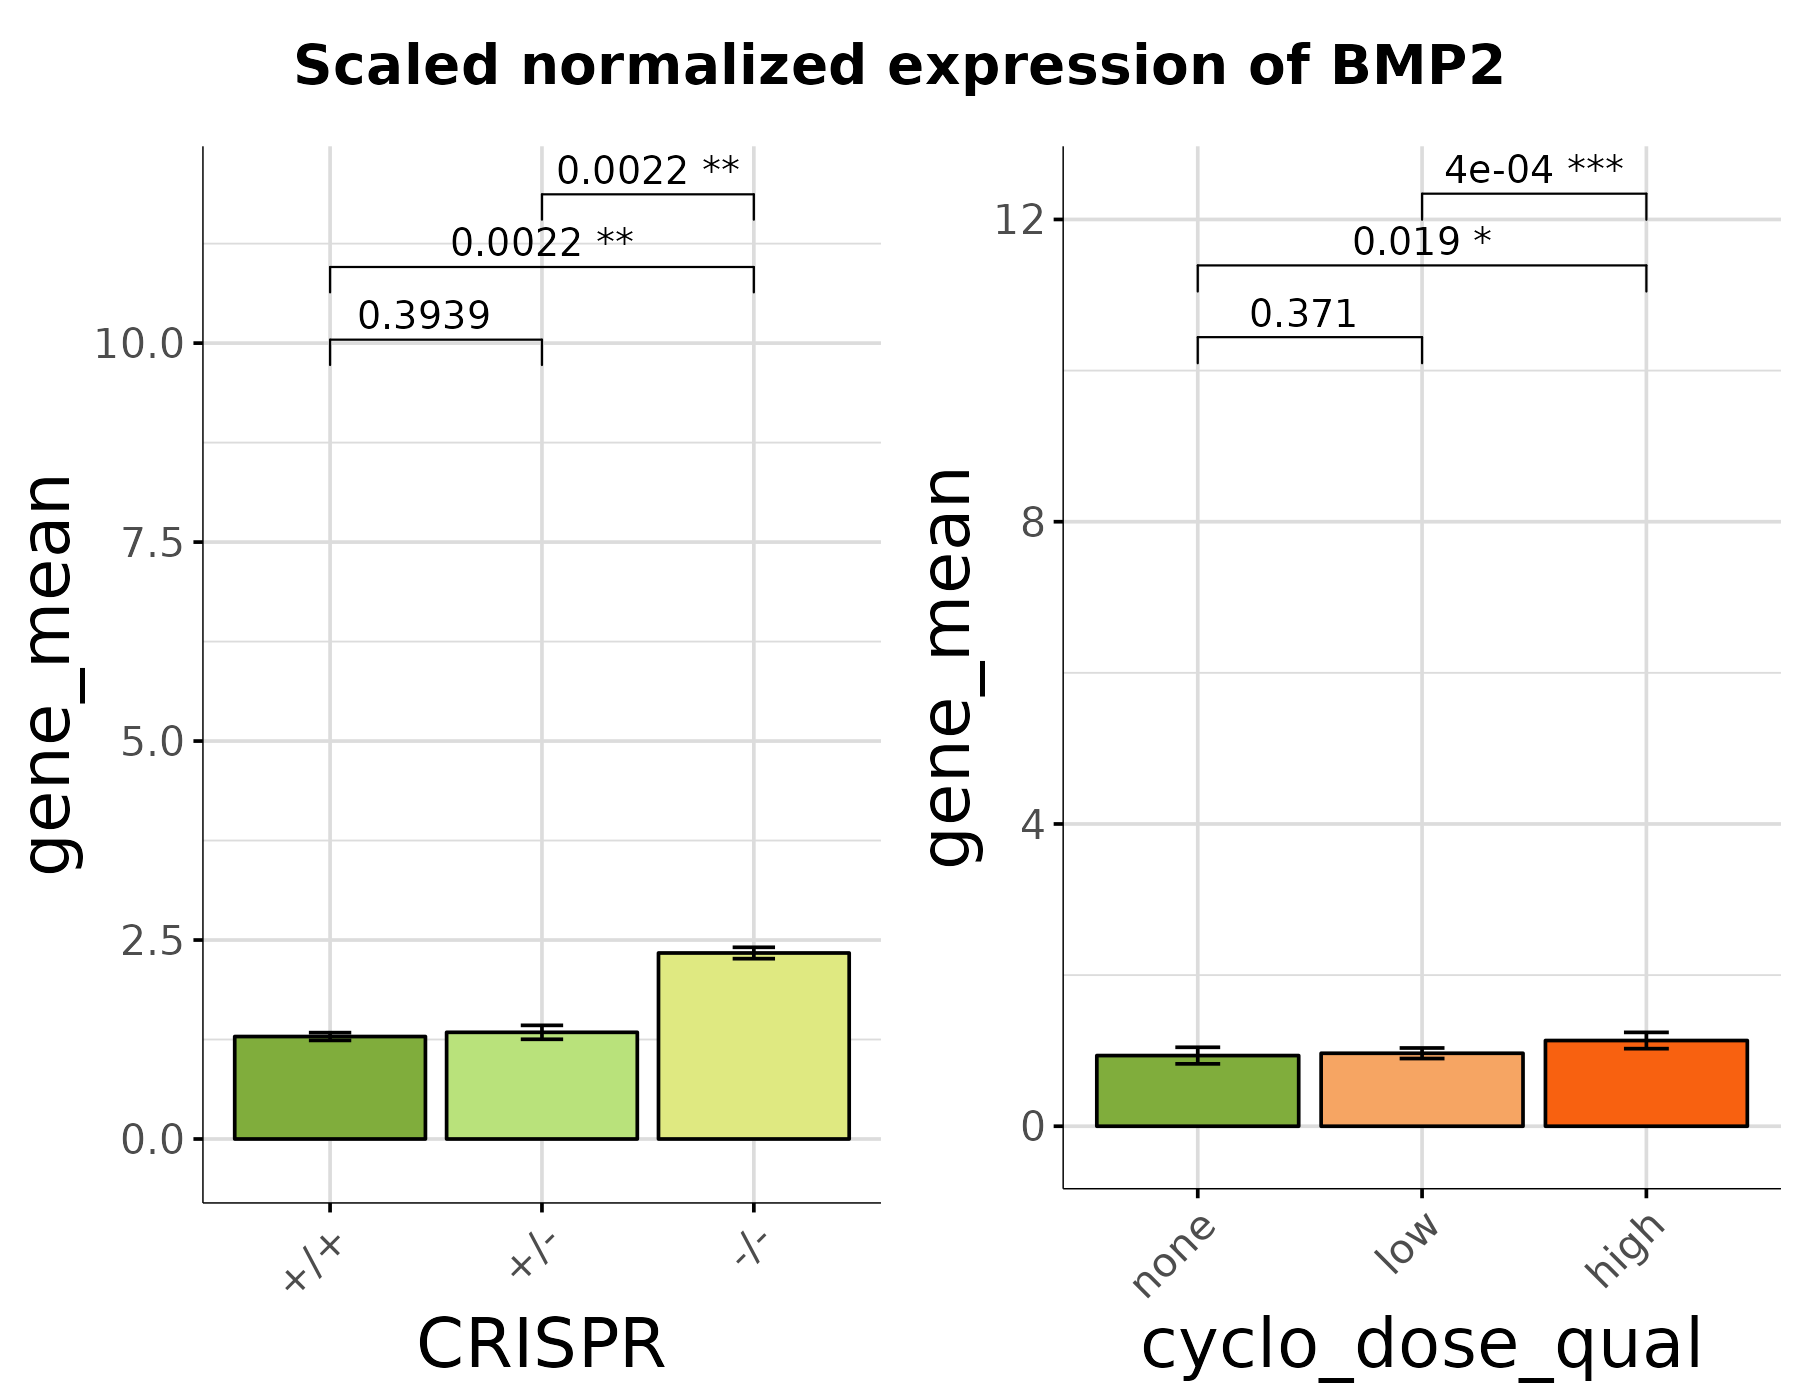 Scaled normalized expression of BMP2
0.0022 **
0.0022 **
0.3939
10.0
7.5
5.0
2.5
0.0
gene_mean
+/+
+/-
-/-
CRISPR
4e-04 ***
0.019 *
0.371
12
8
4
0
gene_mean
none
low
high
cyclo_dose_qual